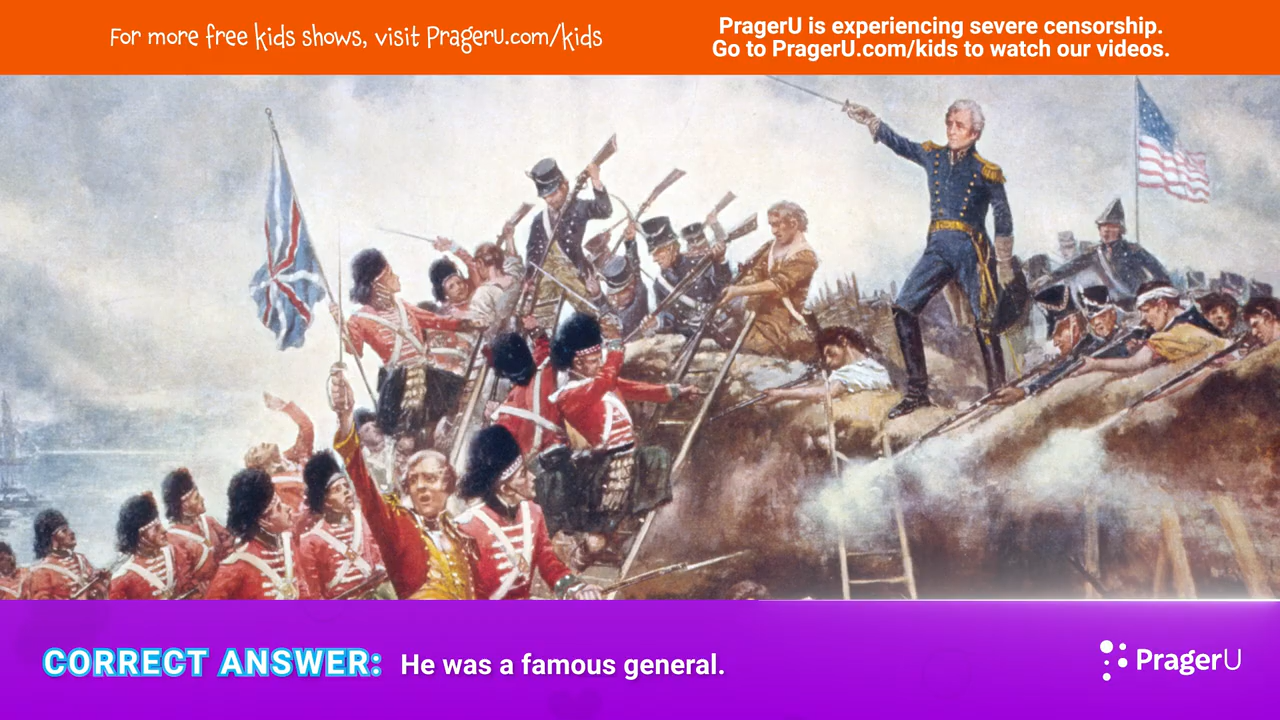 For more free kids shows, visit PragerU.com/kids
PragerU is experiencing severe censorship.
Go to PragerU.com/kids to watch our videos.
CORRECT ANSWER: He was a famous general.
PragerU